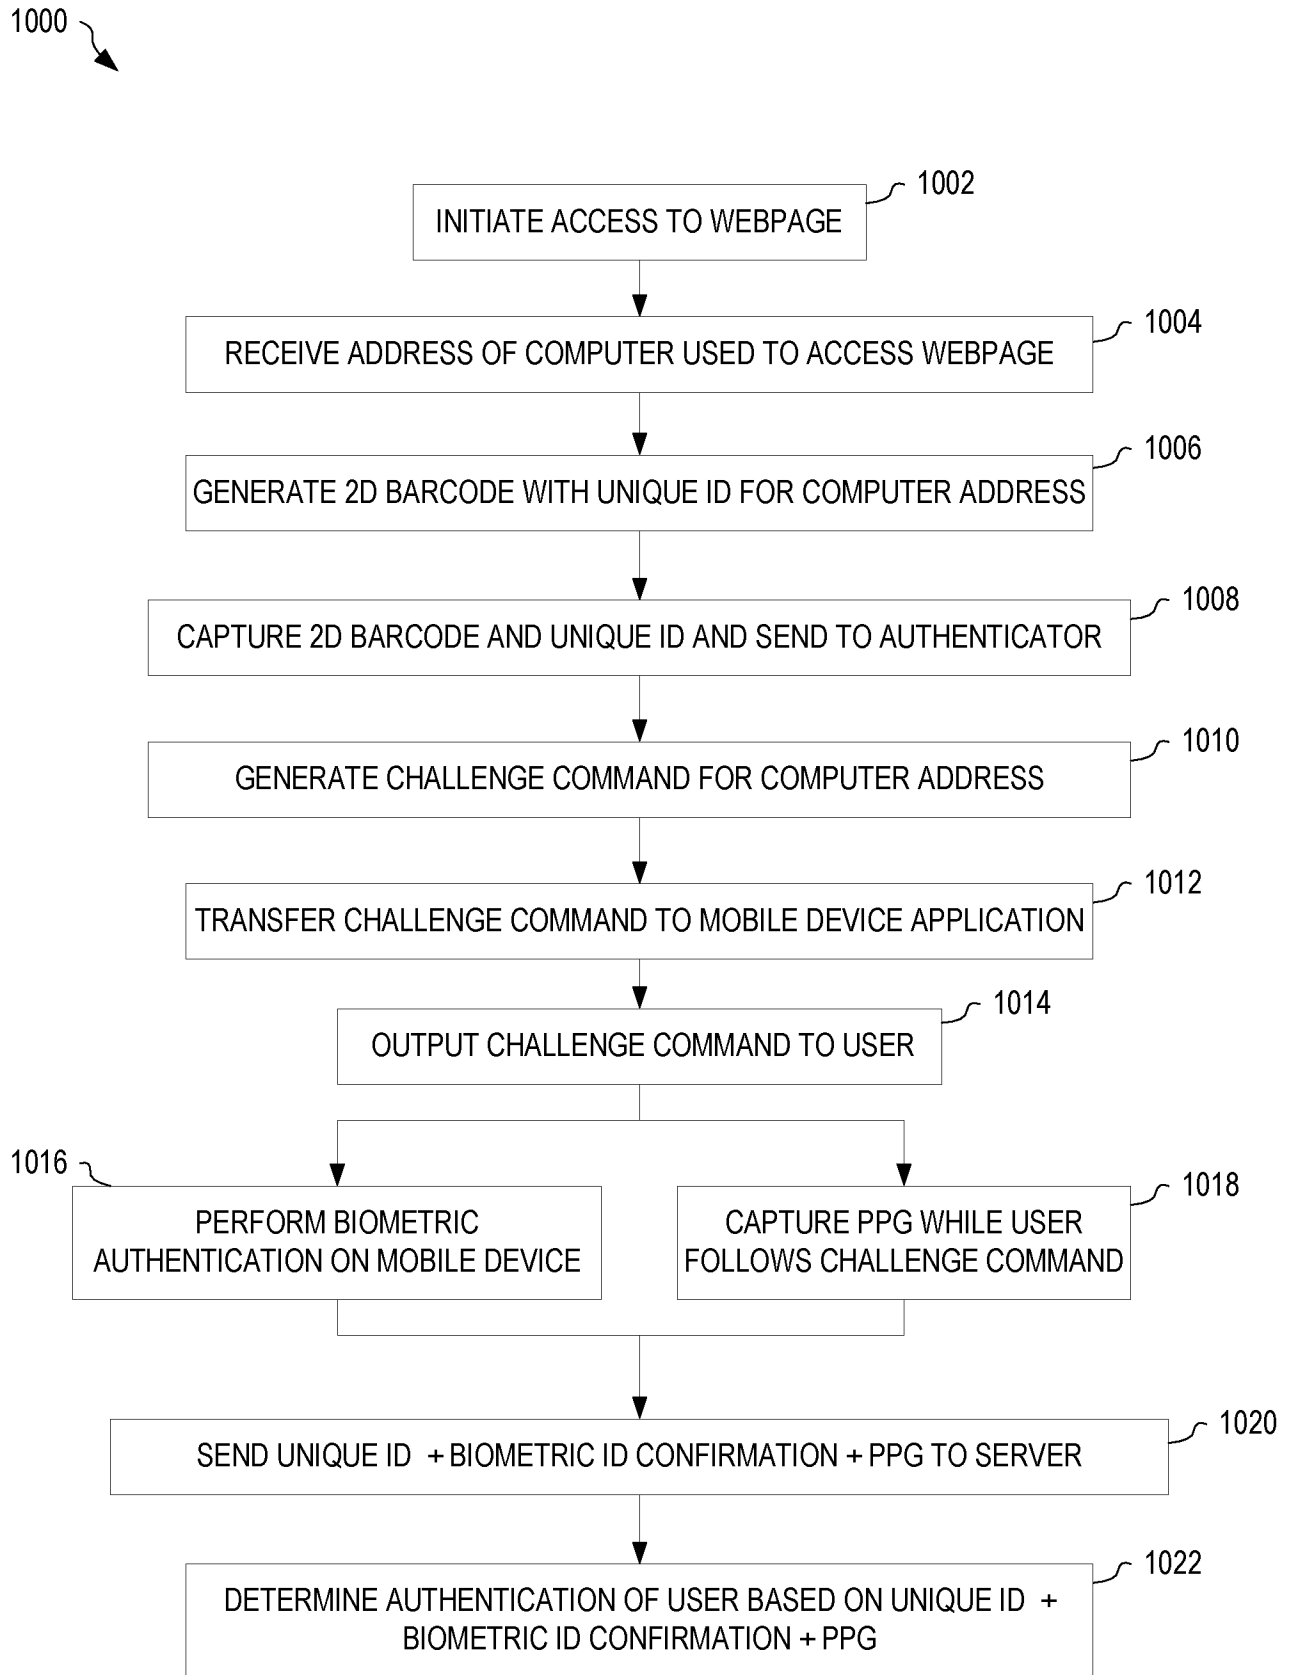 1000
1002
INITIATE ACCESS TO WEBPAGE
1004
RECEIVE ADDRESS OF COMPUTER USED TO ACCESS WEBPAGE
1006
GENERATE 2D BARCODE WITH UNIQUE ID FOR COMPUTER ADDRESS
1008
CAPTURE 2D BARCODE AND UNIQUE ID AND SEND TO AUTHENTICATOR
1010
GENERATE CHALLENGE COMMAND FOR COMPUTER ADDRESS
1012
TRANSFER CHALLENGE COMMAND TO MOBILE DEVICE APPLICATION
1014
OUTPUT CHALLENGE COMMAND TO USER
1016
PERFORM BIOMETRIC
AUTHENTICATION ON MOBILE DEVICE
1018
CAPTURE PPG WHILE USER
FOLLOWS CHALLENGE COMMAND
1020
SEND UNIQUE ID + BIOMETRIC ID CONFIRMATION + PPG TO SERVER
1022
DETERMINE AUTHENTICATION OF USER BASED ON UNIQUE ID +
BIOMETRIC ID CONFIRMATION + PPG